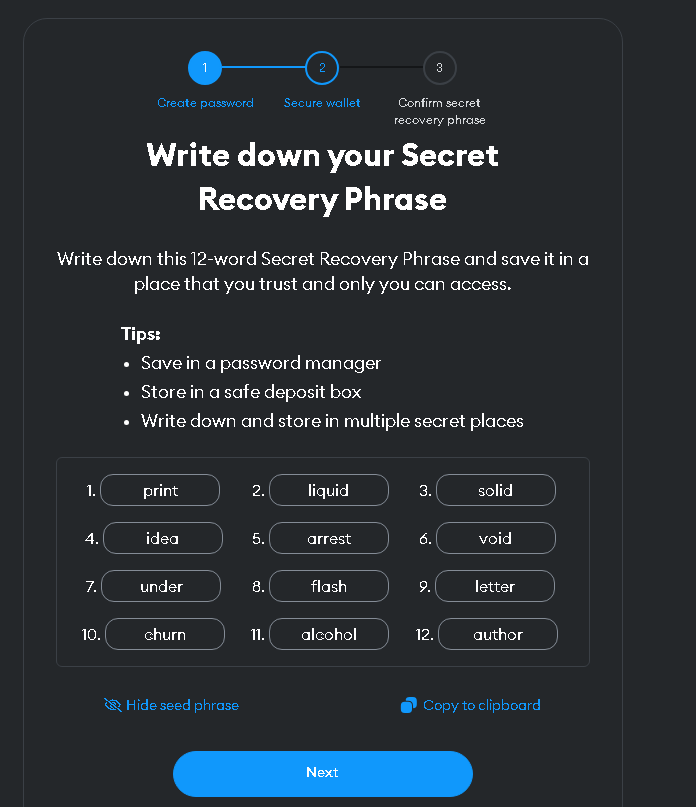 1 2 3
Create password Secure wallet Confirm secret
recovery phrase
Write down your Secret
Recovery Phrase
Write down this 12-word Secret Recovery Phrase and save it in a
place that you trust and only you can access.
Tips:
• Save in a password manager
• Store in a safe deposit box
• Write down and store in multiple secret places
1. print 2. liquid 3. solid
4. idea 5. arrest 6. void
7. under 8. flash 9. letter
10. churn 11. alcohol 12. author
Hide seed phrase Copy to clipboard
Next